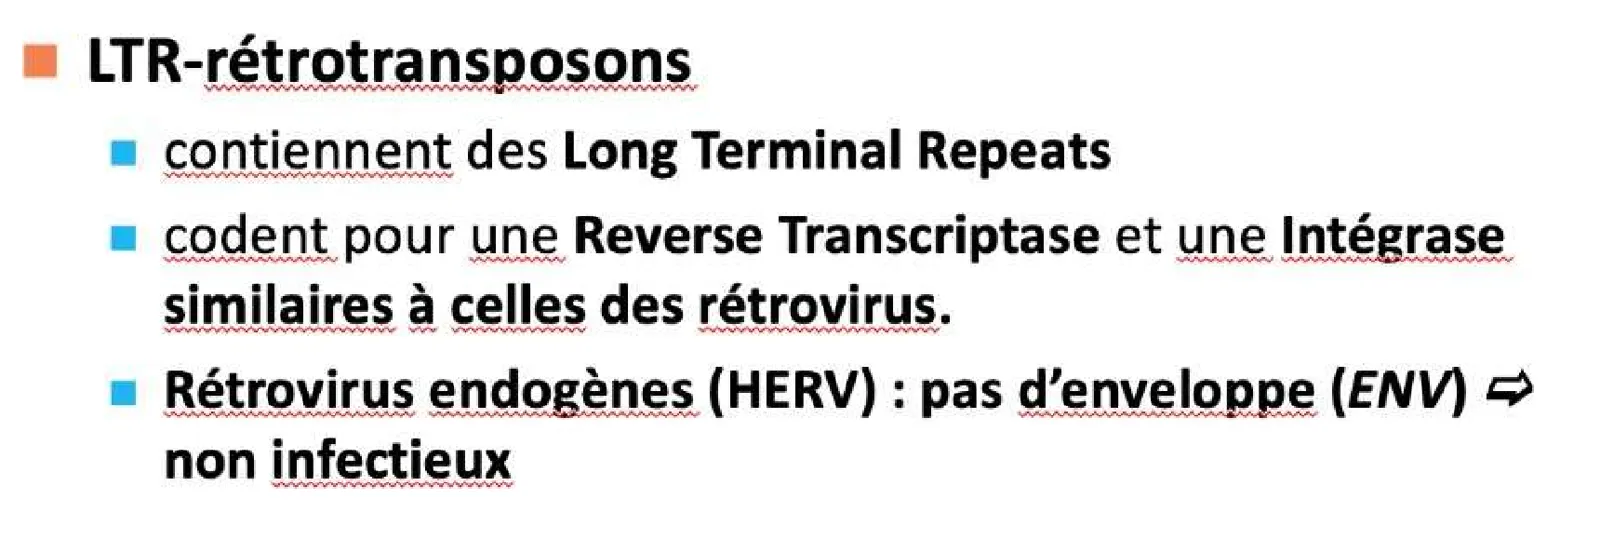 LTR-rétrotransposons
contiennent des Long Terminal Repeats
codent pour une Reverse Transcriptase et une Intégrase
similaires à celles des rétrovirus.
Rétrovirus endogènes (HERV) : pas d’enveloppe (ENV) ⇨
non infectieux